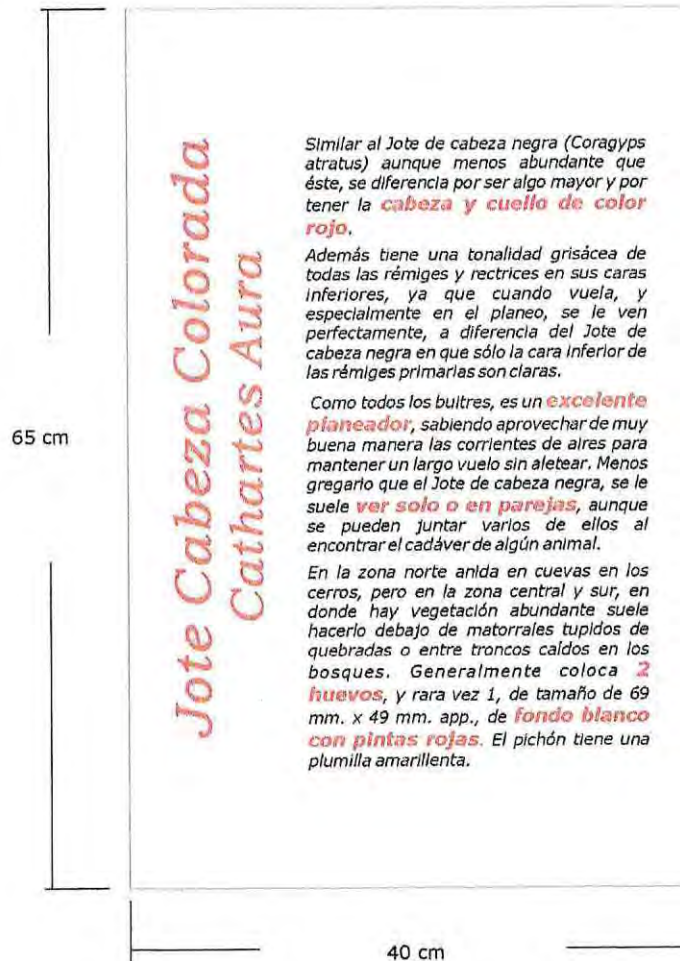 65 cm
Jote Cabeza Colorada
Cathartes Aura
Similar al Jote de cabeza negra (Coragyps
atratus) aunque menos abundante que
éste, se diferencia por ser algo mayor y por
tener la cabeza y cuello de color
rojo.
Además tiene una tonalidad grisácea de
todas las rémiges y rectrices en sus caras
inferiores, ya que cuando vuela, y
especialmente en el planeo, se le ven
perfectamente, a diferencia del Jote de
cabeza negra en que sólo la cara inferior de
las rémiges primarias son claras.
Como todos los buitres, es un excelente
planeador, sabiendo aprovechar de muy
buena manera las corrientes de aires para
mantener un largo vuelo sin aletear. Menos
gregario que el Jote de cabeza negra, se le
suele ver solo o en parejas, aunque
se pueden juntar varios de ellos al
encontrar el cadáver de algún animal.
En la zona norte anida en cuevas en los
cerros, pero en la zona central y sur, en
donde hay vegetación abundante suele
hacerlo debajo de matorrales tupidos de
quebradas o entre troncos caídos en los
bosques. Generalmente coloca 2
huevos, y rara vez 1, de tamaño de 69
mm. x 49 mm. app., de fondo blanco
con pintas rojas. El pichón tiene una
plumilla amarillenta.
40 cm